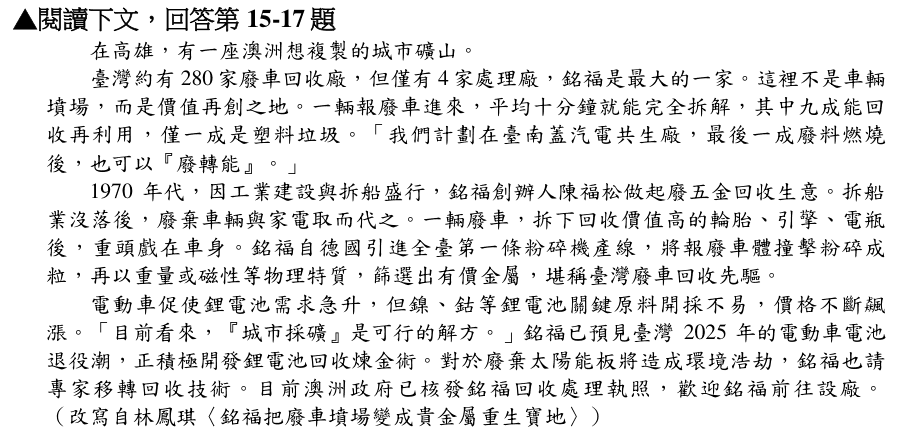 ▲閱讀下文，回答第 15-17 題
在高雄，有一座澳洲想複製的城市礦山。
臺灣約有 280 家廢車回收廠，但僅有 4 家處理廠，銘福是最大的一家。這裡不是車輛
墳場，而是價值再創之地。一輛報廢車進來，平均十分鐘就能完全拆解，其中九成能回
收再利用，僅一成是塑料垃圾。「我們計劃在臺南蓋汽電共生廠，最後一成廢料燃燒
後，也可以『廢轉能』。」
1970 年代，因工業建設與拆船盛行，銘福創辦人陳福松做起廢五金回收生意。拆船
業沒落後，廢棄車輛與家電取而代之。一輛廢車，拆下回收價值高的輪胎、引擎、電瓶
後，重頭戲在車身。銘福自德國引進全臺第一條粉碎機產線，將報廢車體撞擊粉碎成
粒，再以重量或磁性等物理特質，篩選出有價金屬，堪稱臺灣廢車回收先驅。
電動車促使鋰電池需求急升，但鎳、鈷等鋰電池關鍵原料開採不易，價格不斷飆
漲。「目前看來，『城市採礦』是可行的解方。」銘福已預見臺灣 2025 年的電動車電池
退役潮，正積極開發鋰電池回收煉金術。對於廢棄太陽能板將造成環境浩劫，銘福也請
專家移轉回收技術。目前澳洲政府已核發銘福回收處理執照，歡迎銘福前往設廠。
（改寫自林鳳琪〈銘福把廢車墳場變成貴金屬重生寶地〉）